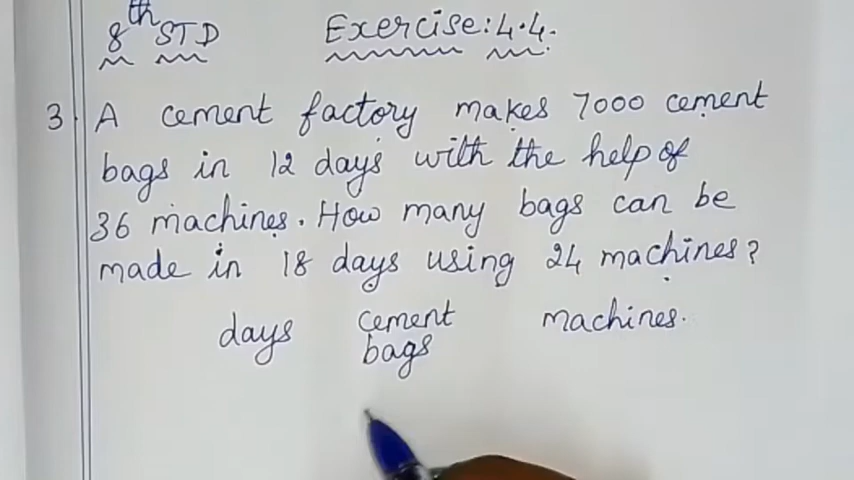 8th STD Exercise: 4.4.
3. A cement factory makes 7000 cement
bags in 12 days with the help of
36 machines. How many bags can be
made in 18 days using 24 machines?
days cement machines.
bags